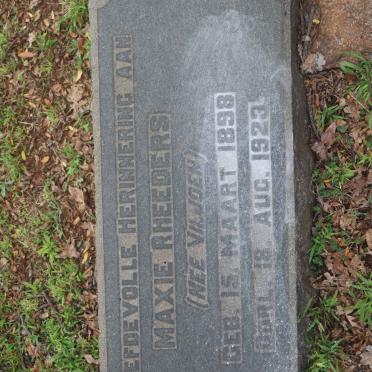 EFDEVOLLE HERINNERING AAN
MAXIE RHEEDERS
(NEE VILJOEN)
GEB. 15 MAART 1898
OORL. 18 AUG. 1923.